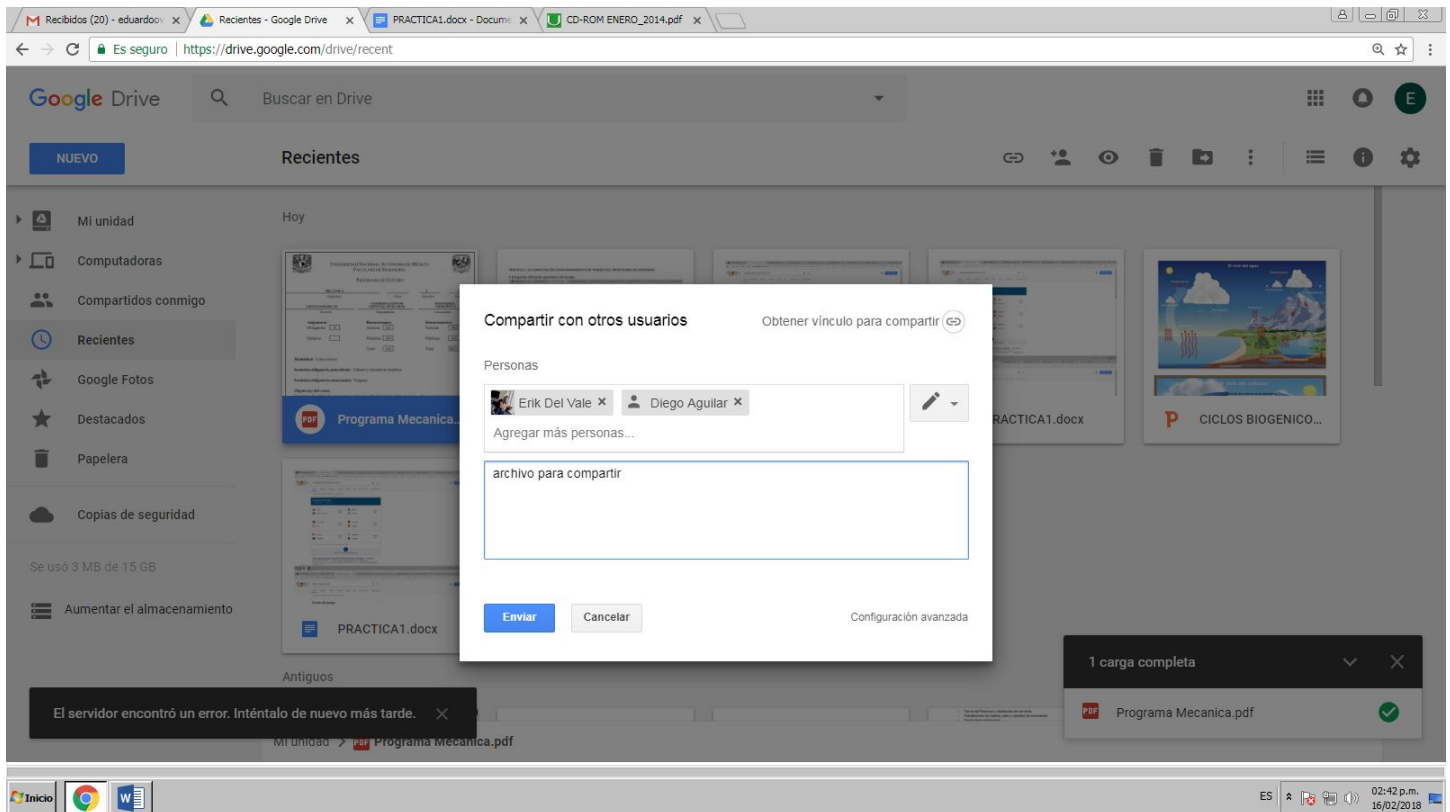 Recibidos (20) - eduardoov
Recientes - Google Drive
PRACTICA1.docx - Docume
CD-ROM ENERO_2014.pdf
Es seguro | https://drive.google.com/drive/recent
Google Drive
Buscar en Drive
E
NUEVO
Recientes
Mi unidad
Computadoras
Compartidos conmigo
Recientes
Google Fotos
Destacados
Papelera
Copias de seguridad
Se usó 3 MB de 15 GB
Aumentar el almacenamiento
Hoy
PDF Programa Mecanica...
RACTICA1.docx
CICLOS BIOGENICO...
PRACTICA1.docx
Antiguos
Compartir con otros usuarios
Obtener vínculo para compartir
Personas
Erik Del Vale
Diego Aguilar
Agregar más personas...
archivo para compartir
Enviar
Cancelar
Configuración avanzada
El servidor encontró un error. Inténtalo de nuevo más tarde.
1 carga completa
PDF Programa Mecanica.pdf
Mi unidad > PDF Programa Mecanica.pdf
Inicio
ES
02:42 p.m.
16/02/2018